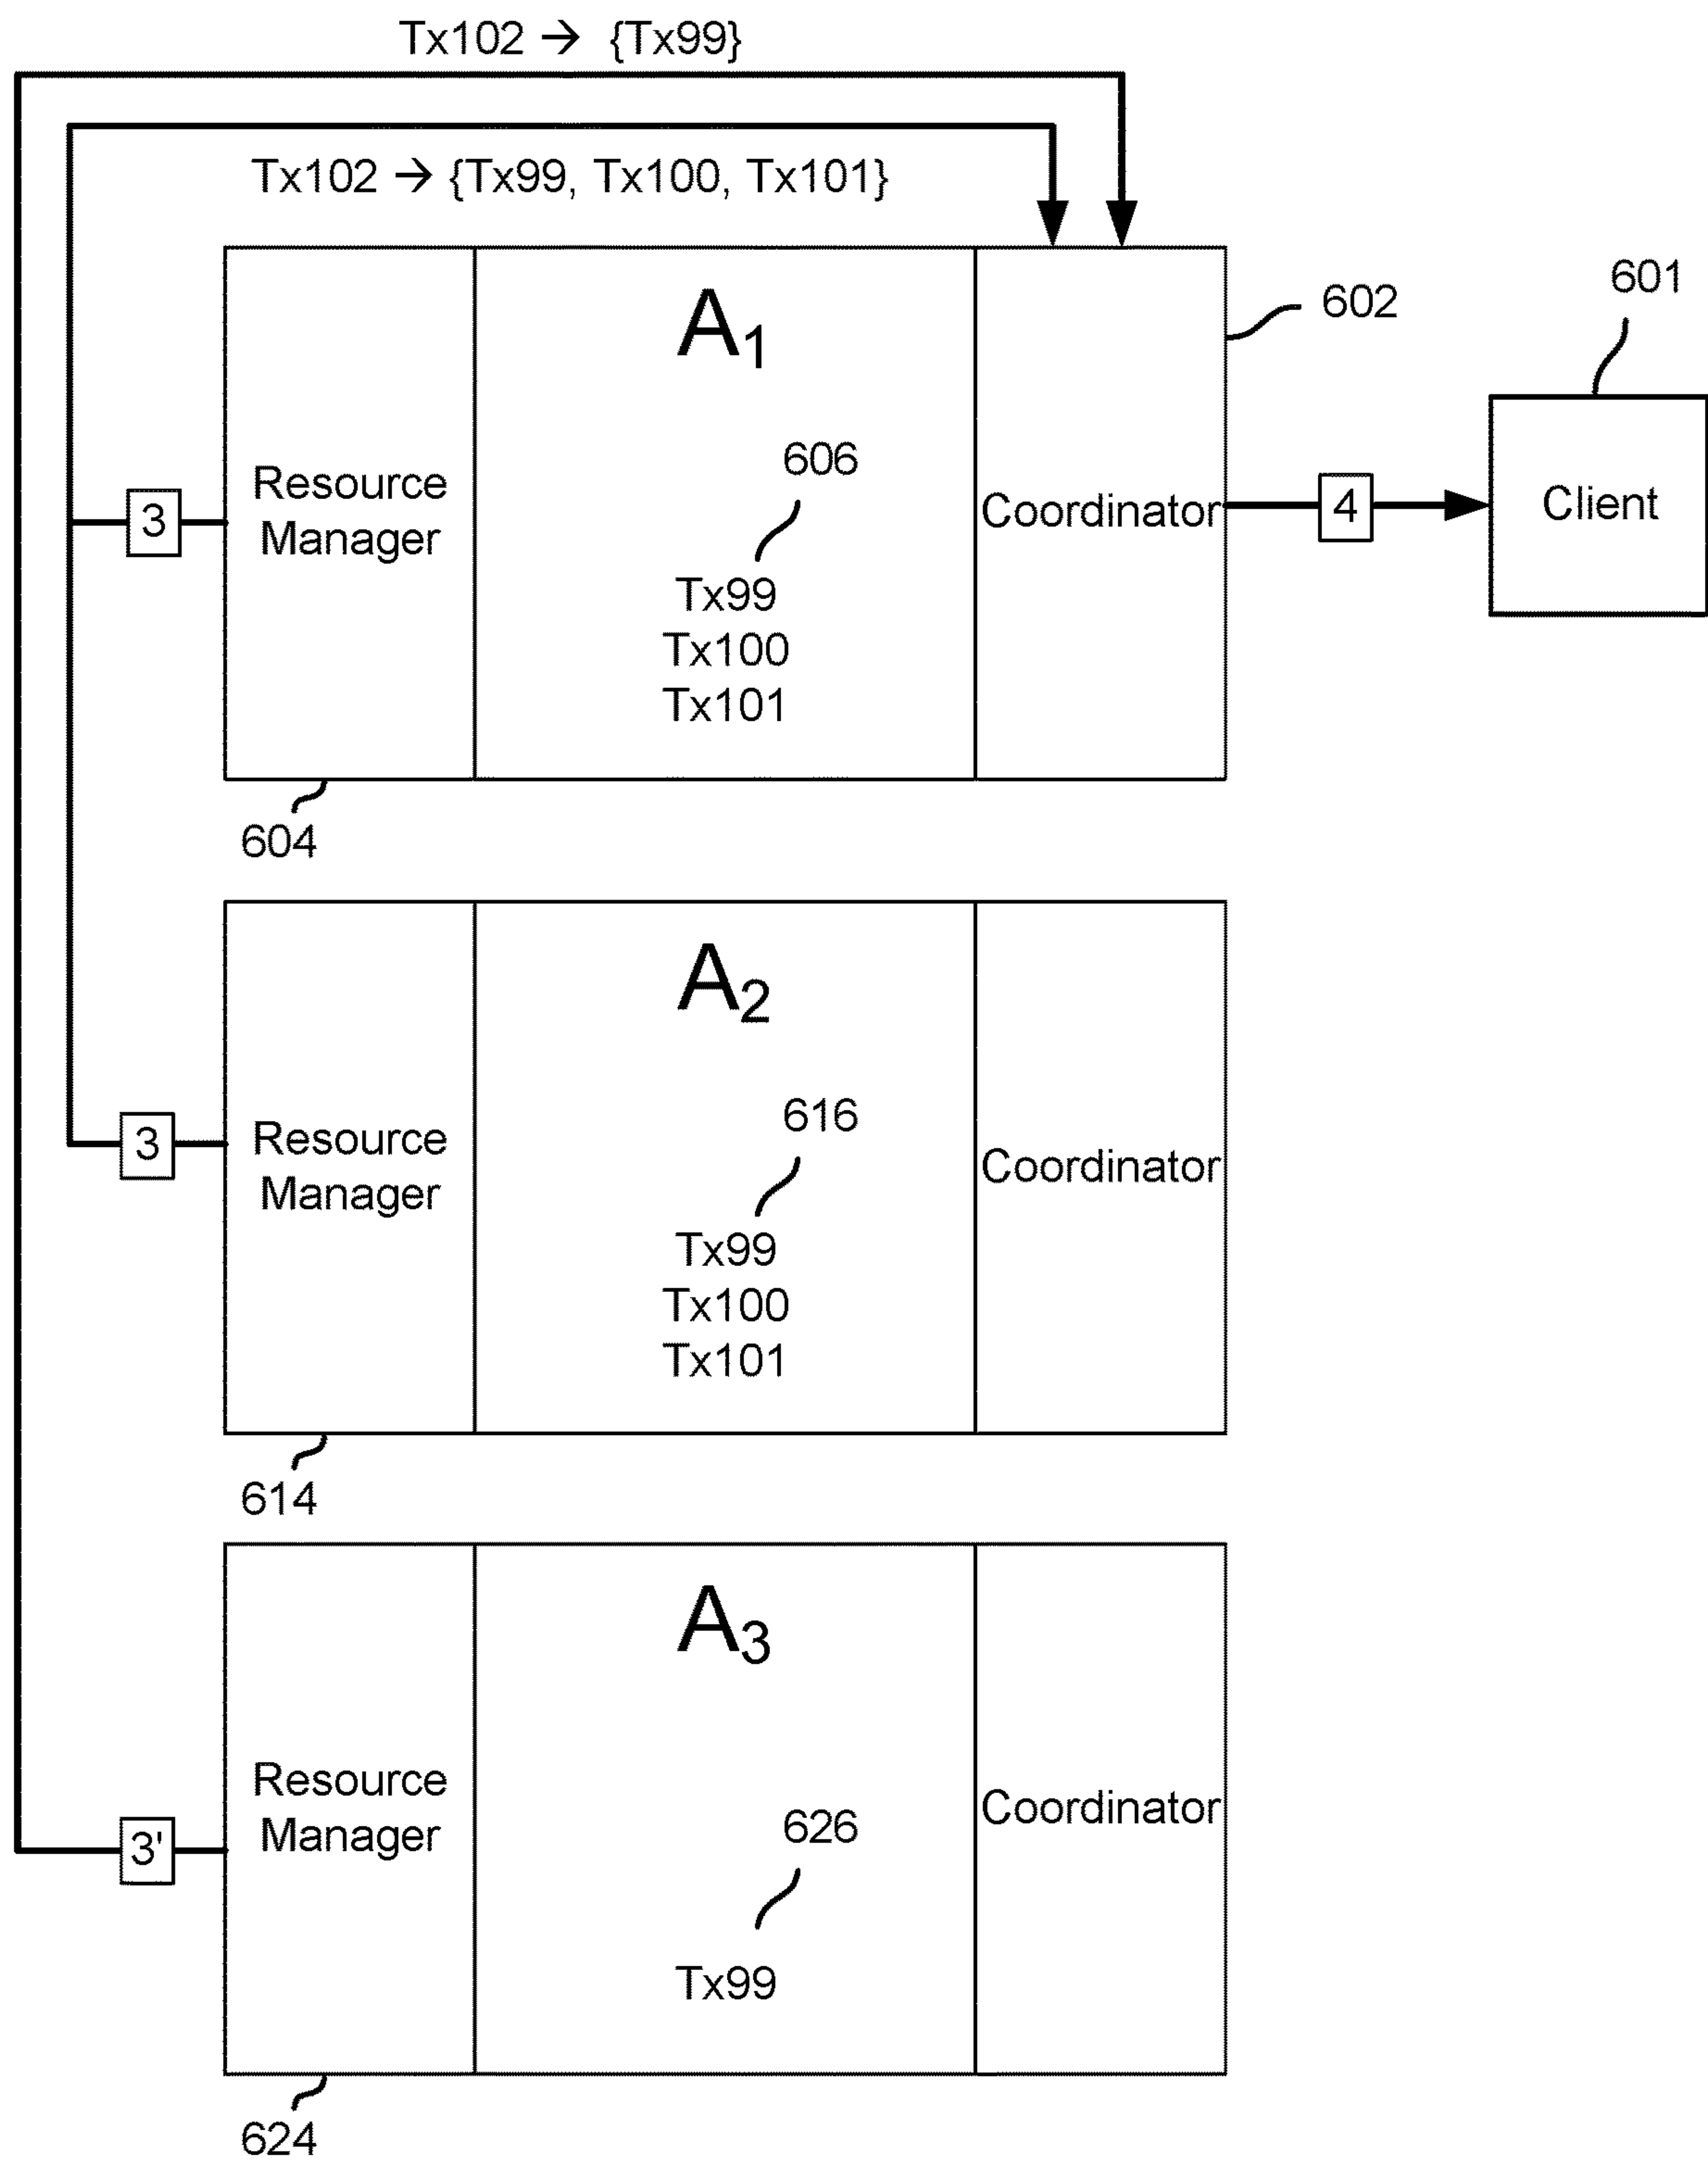 Tx102 → {Tx99}
Tx102 → {Tx99, Tx100, Tx101}
601
602
A1
606
Resource
Manager
3
Coordinator
4
Client
Tx99
Tx100
Tx101
604
A2
616
Resource
Manager
3
Coordinator
Tx99
Tx100
Tx101
614
A3
Resource
Manager
3'
626
Coordinator
Tx99
624